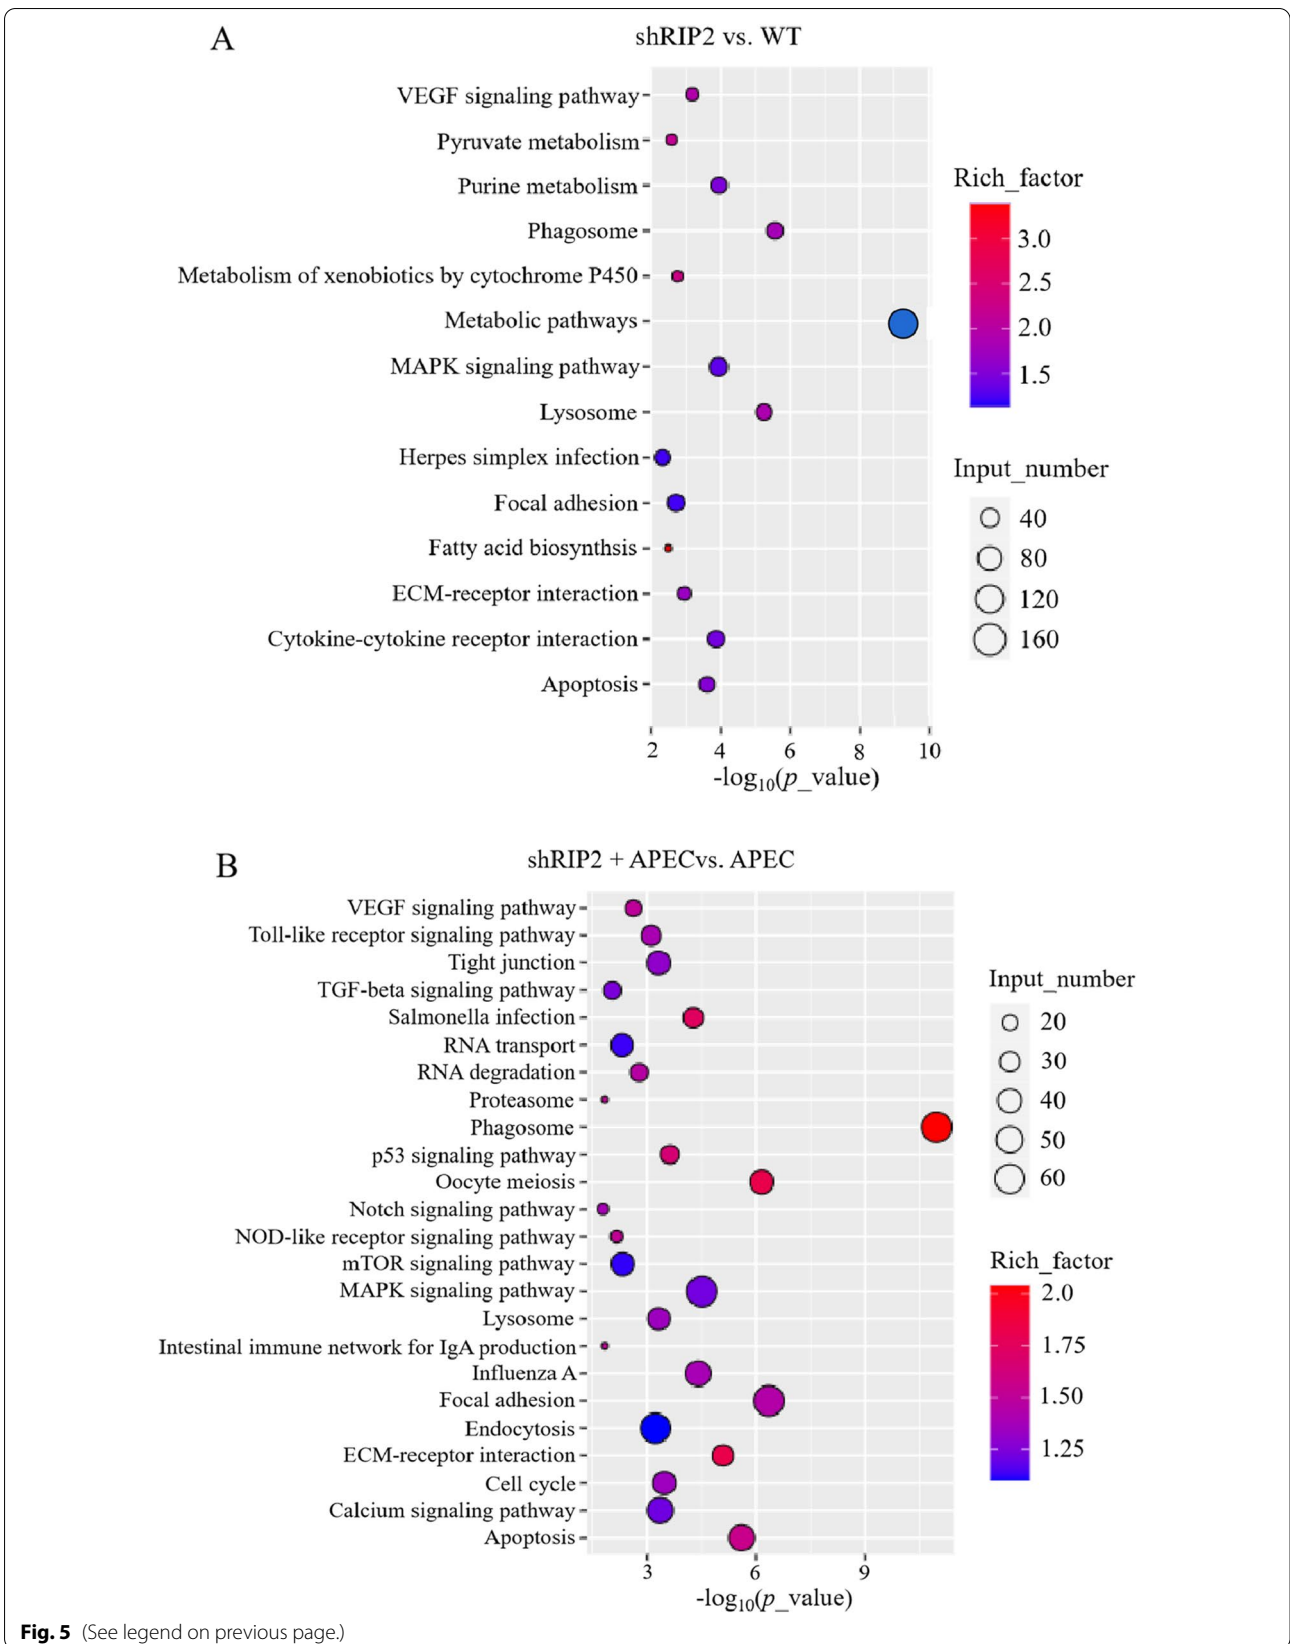 A
shRIP2 vs. WT
VEGF signaling pathway
Pyruvate metabolism
Purine metabolism
Phagosome
Metabolism of xenobiotics by cytochrome P450
Metabolic pathways
MAPK signaling pathway
Lysosome
Herpes simplex infection
Focal adhesion
Fatty acid biosynthsis
ECM-receptor interaction
Cytokine-cytokine receptor interaction
Apoptosis
2 4 6 8 10
-log10(p_value)
Rich_factor
3.0
2.5
2.0
1.5
Input_number
40
80
120
160
B
shRIP2 + APECvs. APEC
VEGF signaling pathway
Toll-like receptor signaling pathway
Tight junction
TGF-beta signaling pathway
Salmonella infection
RNA transport
RNA degradation
Proteasome
Phagosome
p53 signaling pathway
Oocyte meiosis
Notch signaling pathway
NOD-like receptor signaling pathway
mTOR signaling pathway
MAPK signaling pathway
Lysosome
Intestinal immune network for IgA production
Influenza A
Focal adhesion
Endocytosis
ECM-receptor interaction
Cell cycle
Calcium signaling pathway
Apoptosis
3 6 9
-log10(p_value)
Input_number
20
30
40
50
60
Rich_factor
2.0
1.75
1.50
1.25
Fig. 5 (See legend on previous page.)